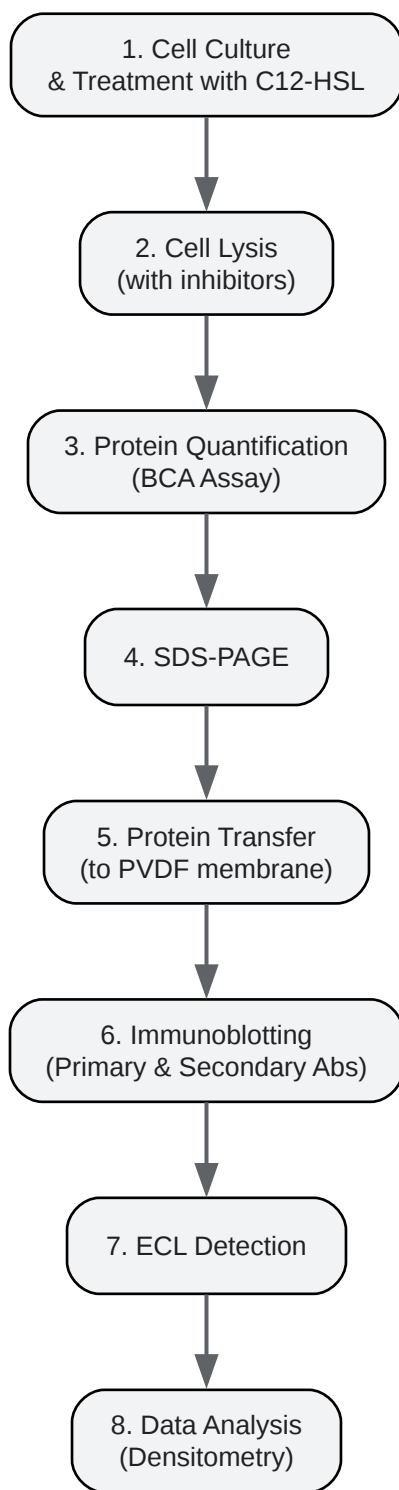 1. Cell Culture
& Treatment with C12-HSL
2. Cell Lysis
(with inhibitors)
3. Protein Quantification
(BCA Assay)
4. SDS-PAGE
5. Protein Transfer
(to PVDF membrane)
6. Immunoblotting
(Primary & Secondary Abs)
7. ECL Detection
8. Data Analysis
(Densitometry)